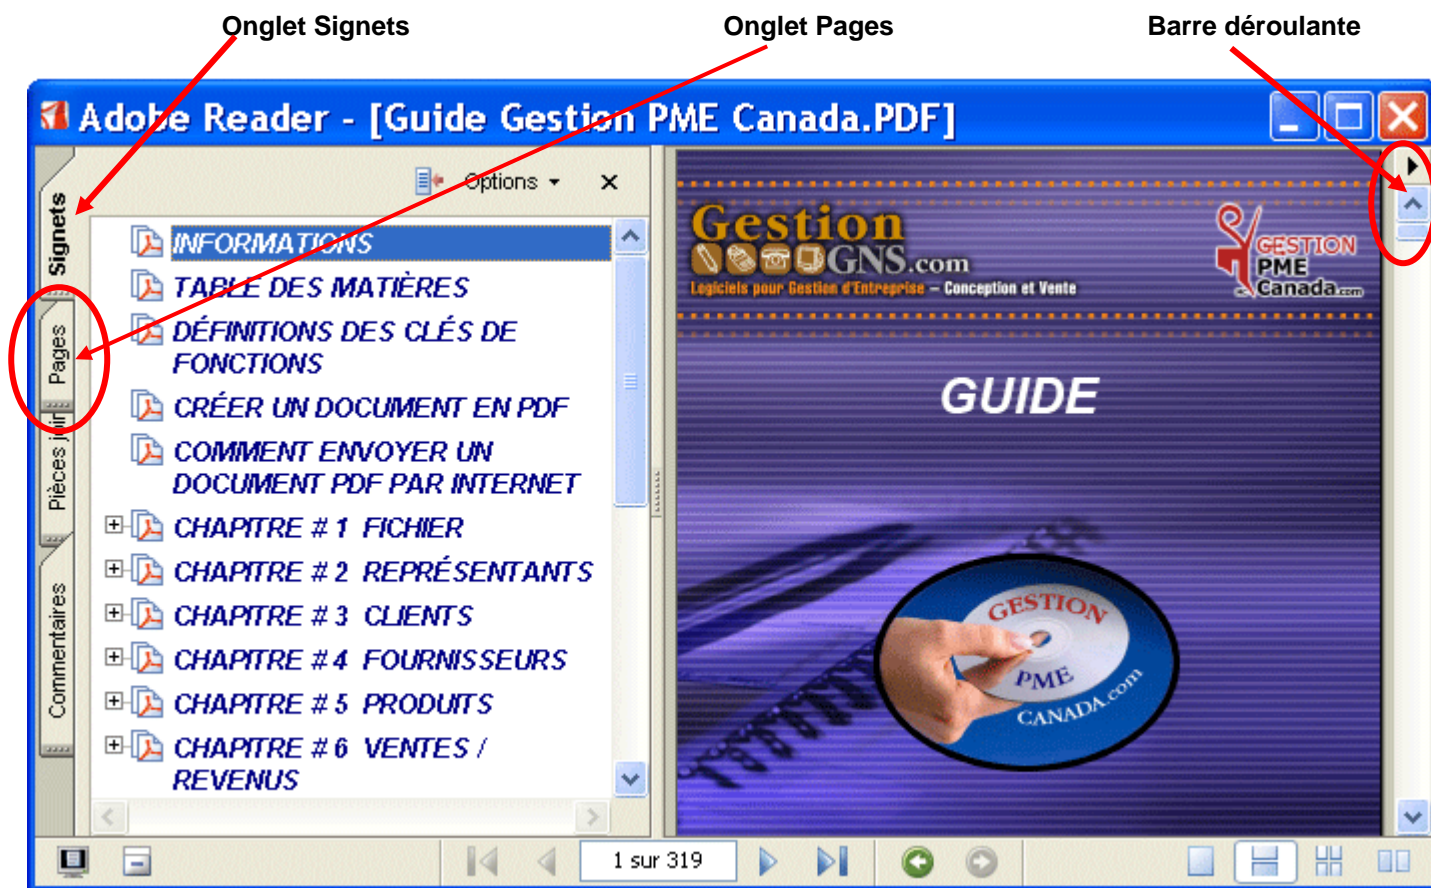 Onglet Signets
Onglet Pages
Barre déroulante
Adobe Reader - [Guide Gestion PME Canada.PDF]
Signets
Pages
Pièces join
Commentaires
Options
INFORMATIONS
TABLE DES MATIÈRES
DÉFINITIONS DES CLÉS DE
FONCTIONS
CRÉER UN DOCUMENT EN PDF
COMMENT ENVOYER UN
DOCUMENT PDF PAR INTERNET
CHAPITRE # 1 FICHIER
CHAPITRE # 2 REPRÉSENTANTS
CHAPITRE # 3 CLIENTS
CHAPITRE # 4 FOURNISSEURS
CHAPITRE # 5 PRODUITS
CHAPITRE # 6 VENTES /
REVENUS
Gestion
GNS.com
Logiciels pour Gestion d'Entreprise – Conception et Vente
GESTION
PME
Canada.com
GUIDE
GESTION
PME
CANADA.com
1 sur 319